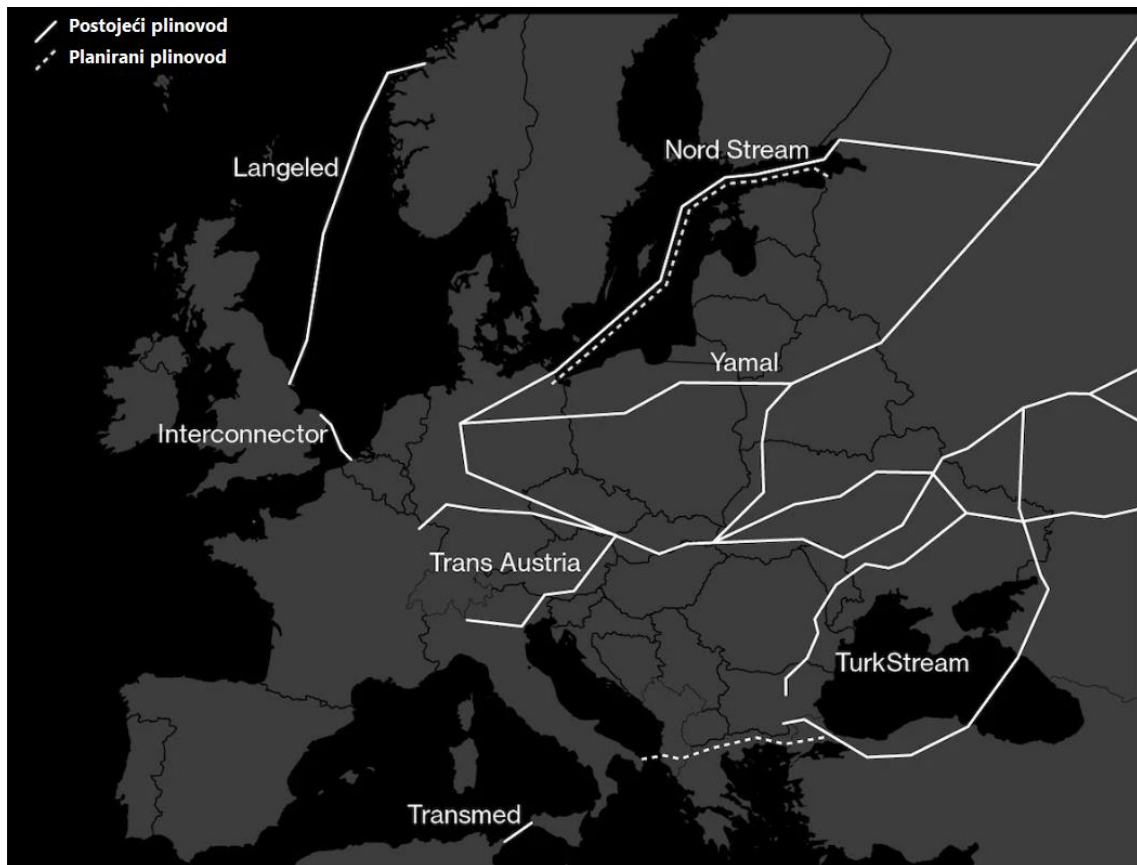 Postojeći plinovod
Planirani plinovod
Nord Stream
Langeled
Yamal
Interconnector
Trans Austria
TurkStream
Transmed